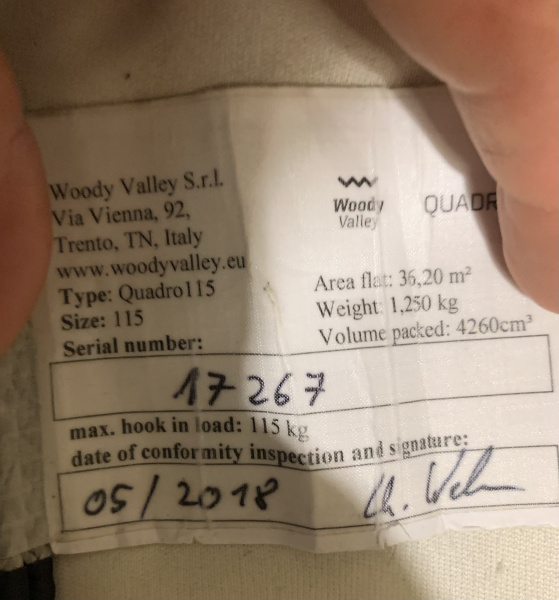 Woody Valley S.r.l.
Via Vienna, 92,
Trento, TN, Italy
www.woodyvalley.eu
Type: Quadro115
Size: 115
Serial number:
Woody
Valley
QUADR
Area flat: 36,20 m²
Weight: 1,250 kg
Volume packed: 4260cm³
17267
max. hook in load: 115 kg
date of conformity inspection and signature:
05/2018